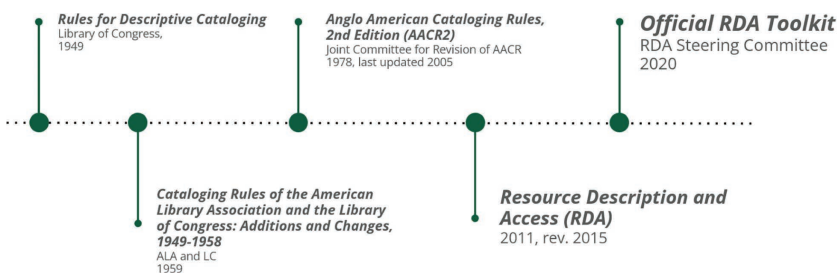 Rules for Descriptive Cataloging
Library of Congress,
1949
Anglo American Cataloging Rules,
2nd Edition (AACR2)
Joint Committee for Revision of AACR
1978, last updated 2005
Official RDA Toolkit
RDA Steering Committee
2020
Cataloging Rules of the American
Library Association and the Library
of Congress: Additions and Changes,
1949-1958
ALA and LC
1959
Resource Description and
Access (RDA)
2011, rev. 2015